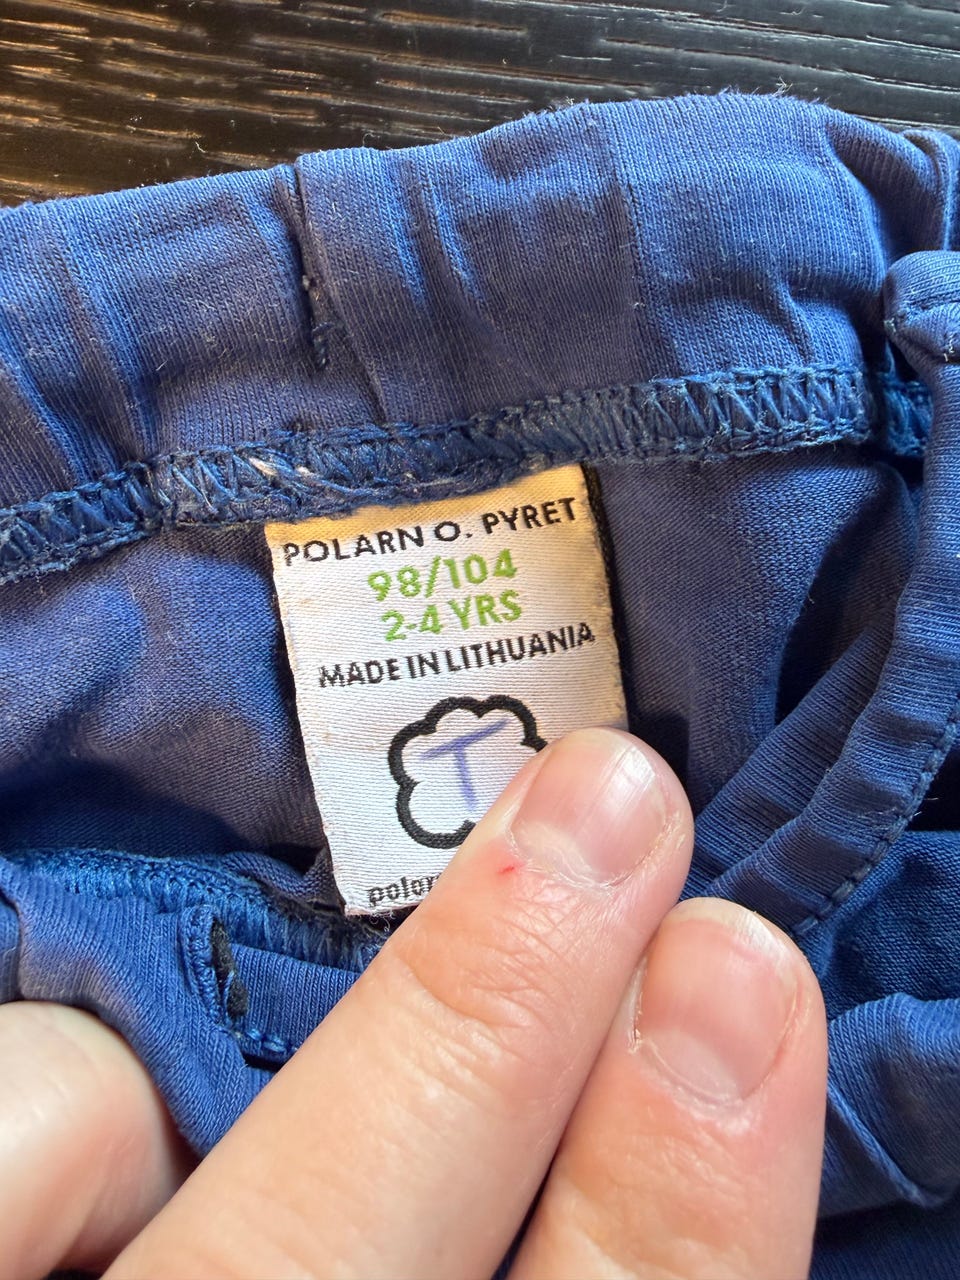 POLARN O. PYRET
98/104
2-4 YRS
MADE IN LITHUANIA
T